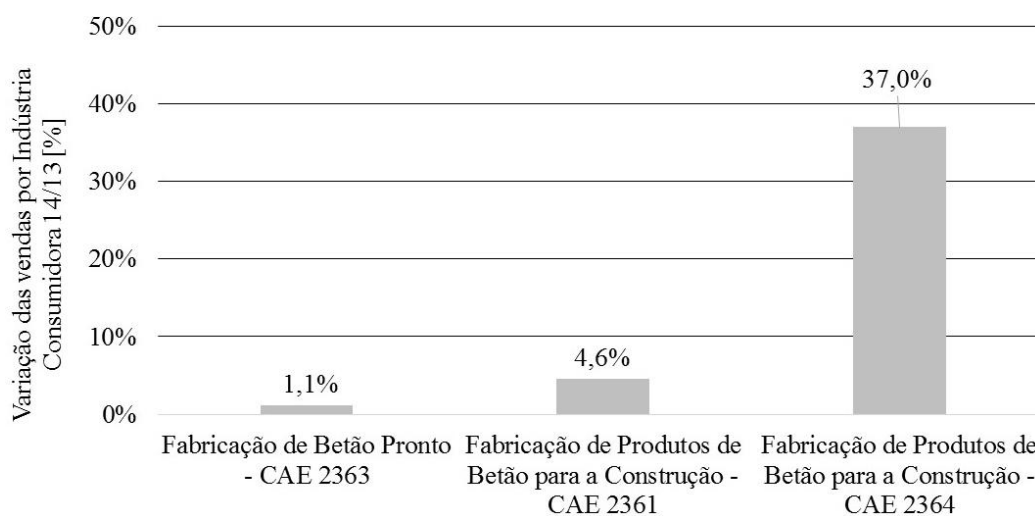 Variação das vendas por Indústria
Consumidora 14/13 [%]
50%
40%
30%
20%
10%
0%
1,1%
4,6%
37,0%
Fabricação de Betão Pronto
- CAE 2363
Fabricação de Produtos de
Betão para a Construção -
CAE 2361
Fabricação de Produtos de
Betão para a Construção -
CAE 2364